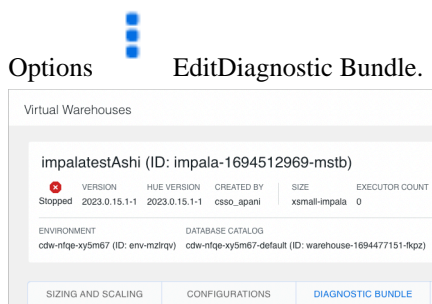 Options EditDiagnostic Bundle.
Virtual Warehouses
impalatestAshi (ID: impala-1694512969-mstb)
VERSION HUE VERSION CREATED BY SIZE EXECUTOR COUNT
Stopped 2023.0.15.1-1 2023.0.15.1-1 csso_apani xsmall-impala 0
ENVIRONMENT DATABASE CATALOG
cdw-nfqe-xy5m67 (ID: env-mzlrqv) cdw-nfqe-xy5m67-default (ID: warehouse-1694477151-fkpz)
SIZING AND SCALING CONFIGURATIONS DIAGNOSTIC BUNDLE